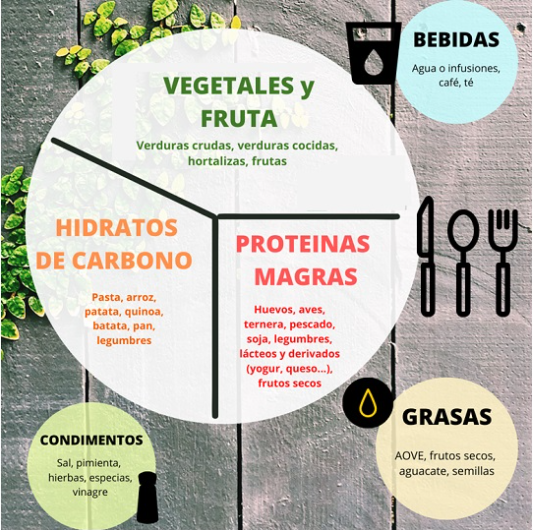 BEBIDAS
Agua o infusiones,
café, té
VEGETALES y
FRUTA
Verduras crudas, verduras cocidas,
hortalizas, frutas
HIDRATOS
DE CARBONO
Pasta, arroz,
patata, quinoa,
batata, pan,
legumbres
PROTEINAS
MAGRAS
Huevos, aves,
ternera, pescado,
soja, legumbres,
lácteos y derivados
(yogur, queso...),
frutos secos
GRASAS
AOVE, frutos secos,
aguacate, semillas
CONDIMENTOS
Sal, pimienta,
hierbas, especias,
vinagre